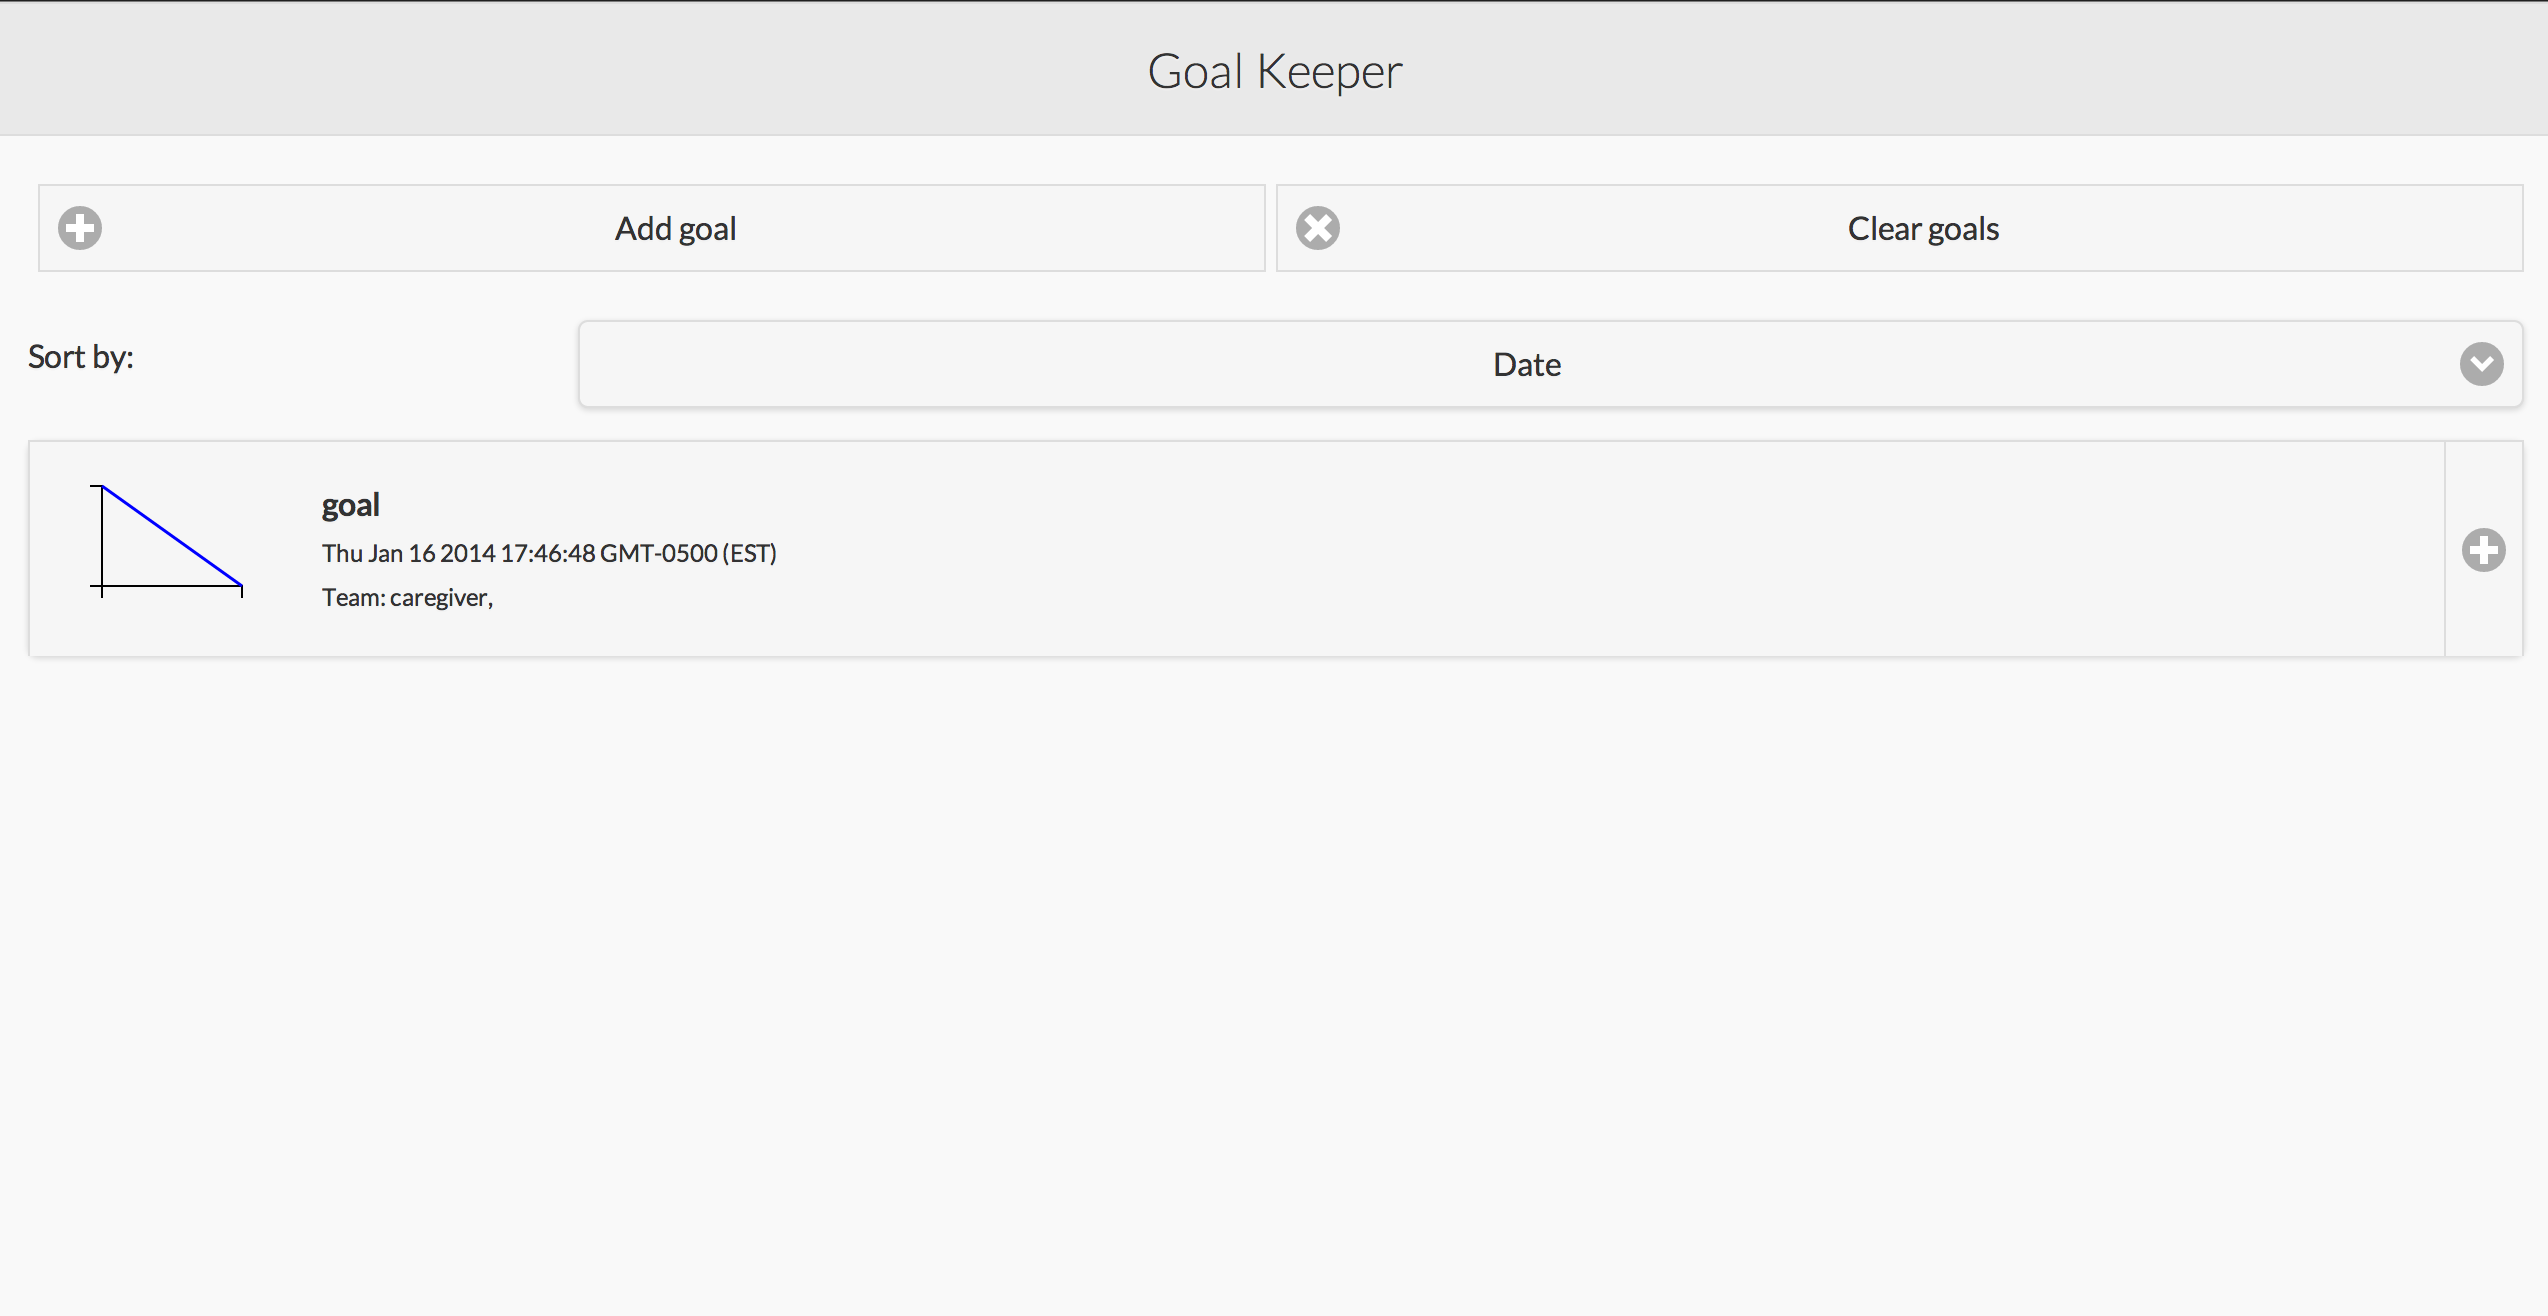 Goal Keeper
Add goal
Clear goals
Sort by:
Date
goal
Thu Jan 16 2014 17:46:48 GMT-0500 (EST)
Team: caregiver,